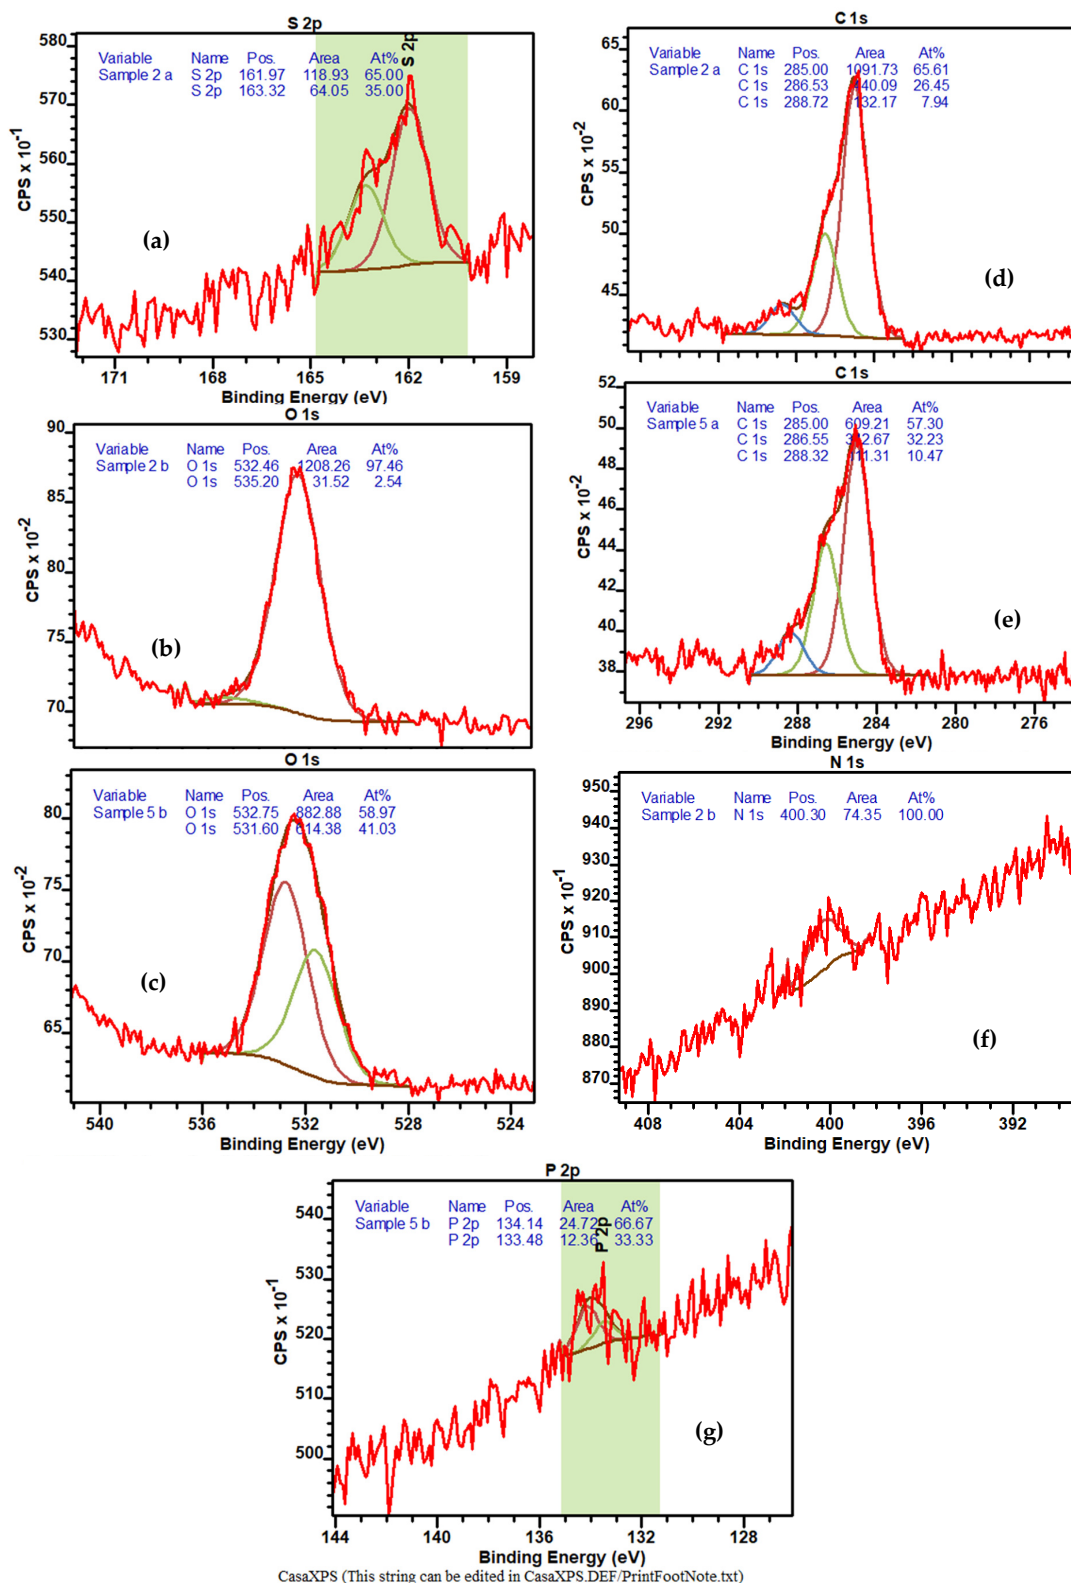 S 2p
Variable Name Pos. Area At%
Sample 2 a S 2p 161.97 118.93 65.00
S 2p 163.32 64.05 35.00
S 2p
580
570
560
550
540
530
CPS x 10-1
(a)
171 168 165 162 159
Binding Energy (eV)
C 1s
Variable Name Pos. Area At%
Sample 2 a C 1s 285.00 1091.73 65.61
C 1s 286.53 440.09 26.45
C 1s 288.72 132.17 7.94
65
60
55
50
45
CPS x 10-2
(d)
O 1s
Variable Name Pos. Area At%
Sample 2 b O 1s 532.46 1208.26 97.46
O 1s 535.20 31.52 2.54
90
85
80
75
70
CPS x 10-2
(b)
C 1s
Variable Name Pos. Area At%
Sample 5 a C 1s 285.00 609.21 57.30
C 1s 286.55 342.67 32.23
C 1s 288.32 111.31 10.47
52
50
48
46
44
42
40
38
CPS x 10-2
(e)
296 292 288 284 280 276
Binding Energy (eV)
O 1s
Variable Name Pos. Area At%
Sample 5 b O 1s 532.75 882.88 58.97
O 1s 531.60 614.38 41.03
80
75
70
65
CPS x 10-2
(c)
540 536 532 528 524
Binding Energy (eV)
N 1s
Variable Name Pos. Area At%
Sample 2 b N 1s 400.30 74.35 100.00
950
940
930
920
910
900
890
880
870
CPS x 10-1
(f)
408 404 400 396 392
Binding Energy (eV)
P 2p
Variable Name Pos. Area At%
Sample 5 b P 2p 134.14 24.72 66.67
P 2p 133.48 12.36 33.33
P 2p
540
530
520
510
500
CPS x 10-1
(g)
144 140 136 132 128
Binding Energy (eV)
CasaXPS (This string can be edited in CasaXPS.DEF/PrintFootNote.txt)